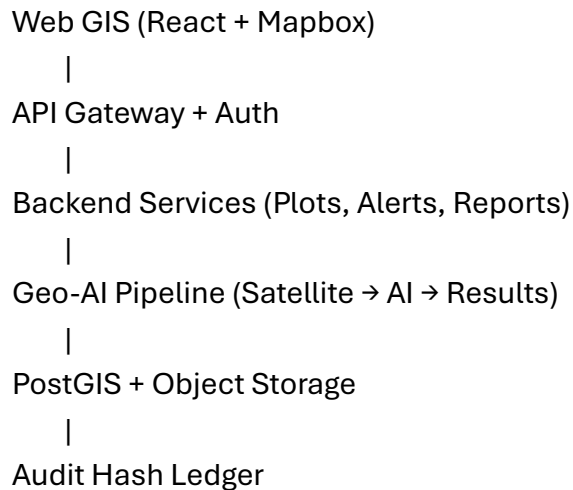 Web GIS (React + Mapbox)
|
API Gateway + Auth
|
Backend Services (Plots, Alerts, Reports)
|
Geo-AI Pipeline (Satellite → AI → Results)
|
PostGIS + Object Storage
|
Audit Hash Ledger